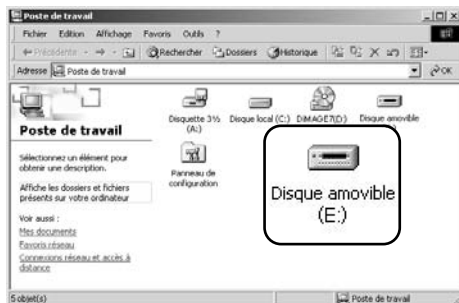 Poste de travail
Fichier Edition Affichage Favoris Outils ?
Précédente Rechercher Dossiers Historique
Adresse Poste de travail OK
Disquette 3½ (A:) Disque local (C:) DiMAGE7(D:) Disque amovible
Poste de travail
Panneau de configuration
Sélectionnez un élément pour
obtenir une description.
Affiche les dossiers et fichiers
présents sur votre ordinateur
Voir aussi :
Mes documents
Favoris réseau
Connexions réseau et accès à
distance
Disque amovible
(E:)
5 objet(s) Poste de travail